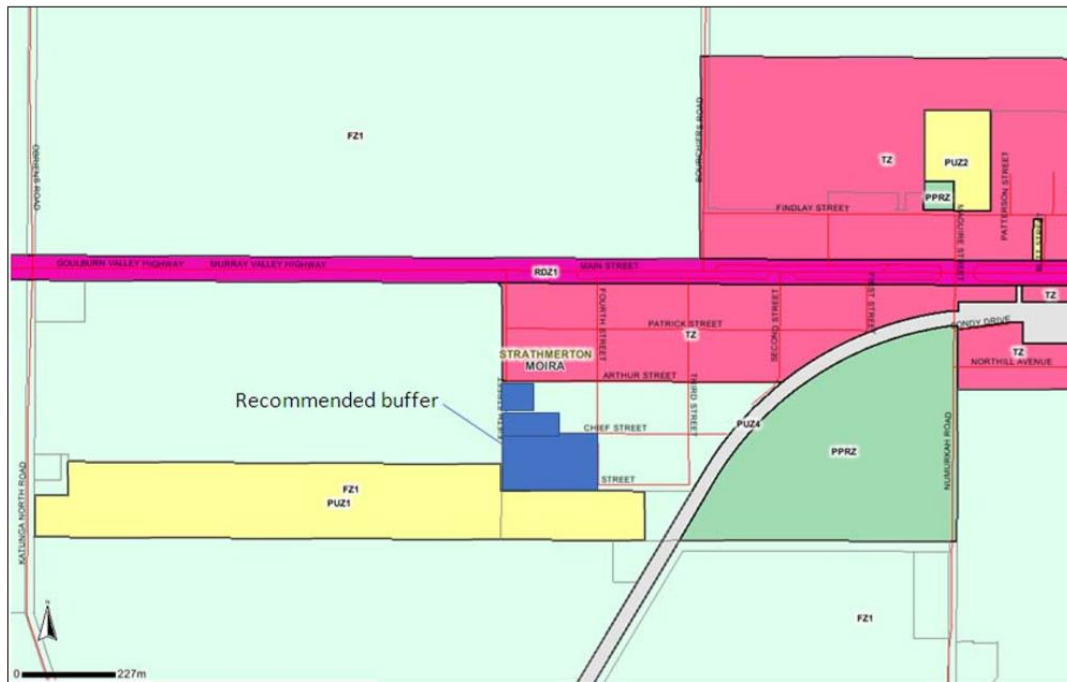 OBRIENS ROAD
FZ1
BOURCHIERS ROAD
TZ
PUZ2
PPRZ
PATTERSON STREET
FINDLAY STREET
MAGUIRE STREET
GOULBURN VALLEY HIGHWAY
MURRAY VALLEY HIGHWAY
RDZ1
MAIN STREET
FOURTH STREET
PATRICK STREET
TZ
SECOND STREET
FIRST STREET
TZ
TZ
NORTHILL AVENUE
STRATHMERTON
MOIRA
ARTHUR STREET
THIRD STREET
Recommended buffer
CHIEF STREET
PUZ4
PPRZ
NUMURKAH ROAD
STREET
FZ1
PUZ1
KATUNGA NORTH ROAD
FZ1
0
227m